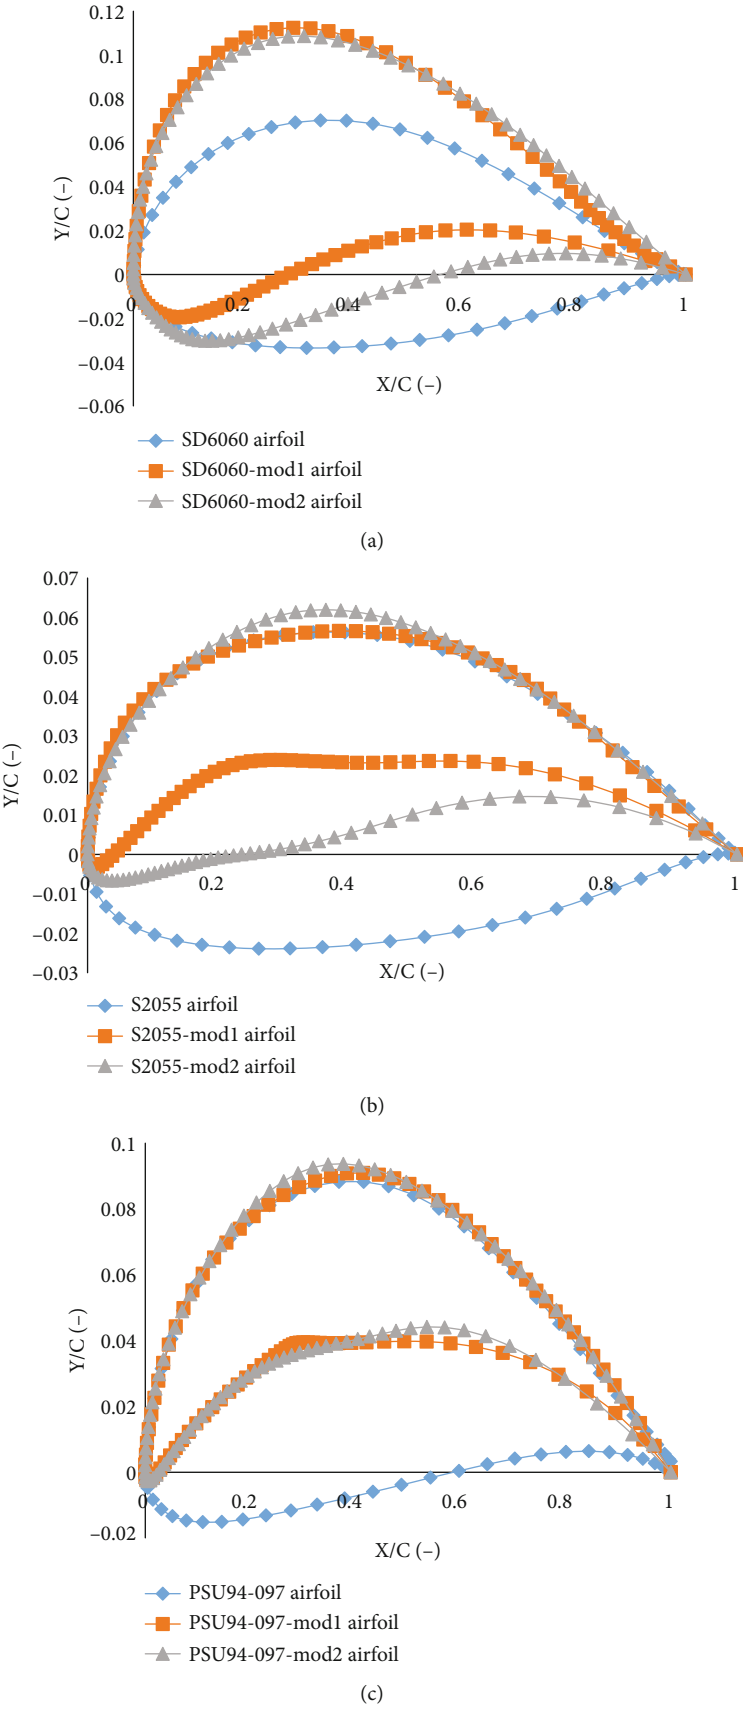 0.12
0.1
0.08
0.06
0.04
0.02
0
–0.02
–0.04
–0.06
Y/C (–)
0 0.2 0.4 0.6 0.8 1
X/C (–)
SD6060 airfoil
SD6060-mod1 airfoil
SD6060-mod2 airfoil
(a)
0.07
0.06
0.05
0.04
0.03
0.02
0.01
0
–0.01
–0.02
–0.03
Y/C (–)
0 0.2 0.4 0.6 0.8 1
X/C (–)
S2055 airfoil
S2055-mod1 airfoil
S2055-mod2 airfoil
(b)
0.1
0.08
0.06
0.04
0.02
0
–0.02
Y/C (–)
0 0.2 0.4 0.6 0.8 1
X/C (–)
PSU94-097 airfoil
PSU94-097-mod1 airfoil
PSU94-097-mod2 airfoil
(c)